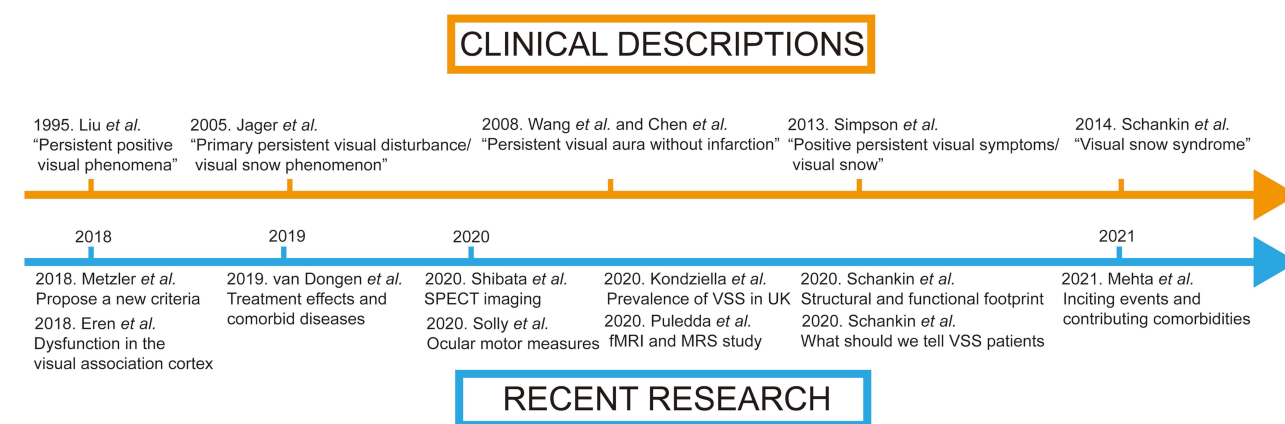 CLINICAL DESCRIPTIONS
1995. Liu et al.
“Persistent positive
visual phenomena”
2005. Jager et al.
“Primary persistent visual disturbance/
visual snow phenomenon”
2008. Wang et al. and Chen et al.
“Persistent visual aura without infarction”
2013. Simpson et al.
“Positive persistent visual symptoms/
visual snow”
2014. Schankin et al.
“Visual snow syndrome”
2018
2019
2020
2021
2018. Metzler et al.
Propose a new criteria
2018. Eren et al.
Dysfunction in the
visual association cortex
2019. van Dongen et al.
Treatment effects and
comorbid diseases
2020. Shibata et al.
SPECT imaging
2020. Solly et al.
Ocular motor measures
2020. Kondziella et al.
Prevalence of VSS in UK
2020. Puledda et al.
fMRI and MRS study
2020. Schankin et al.
Structural and functional footprint
2020. Schankin et al.
What should we tell VSS patients
2021. Mehta et al.
Inciting events and
contributing comorbidities
RECENT RESEARCH